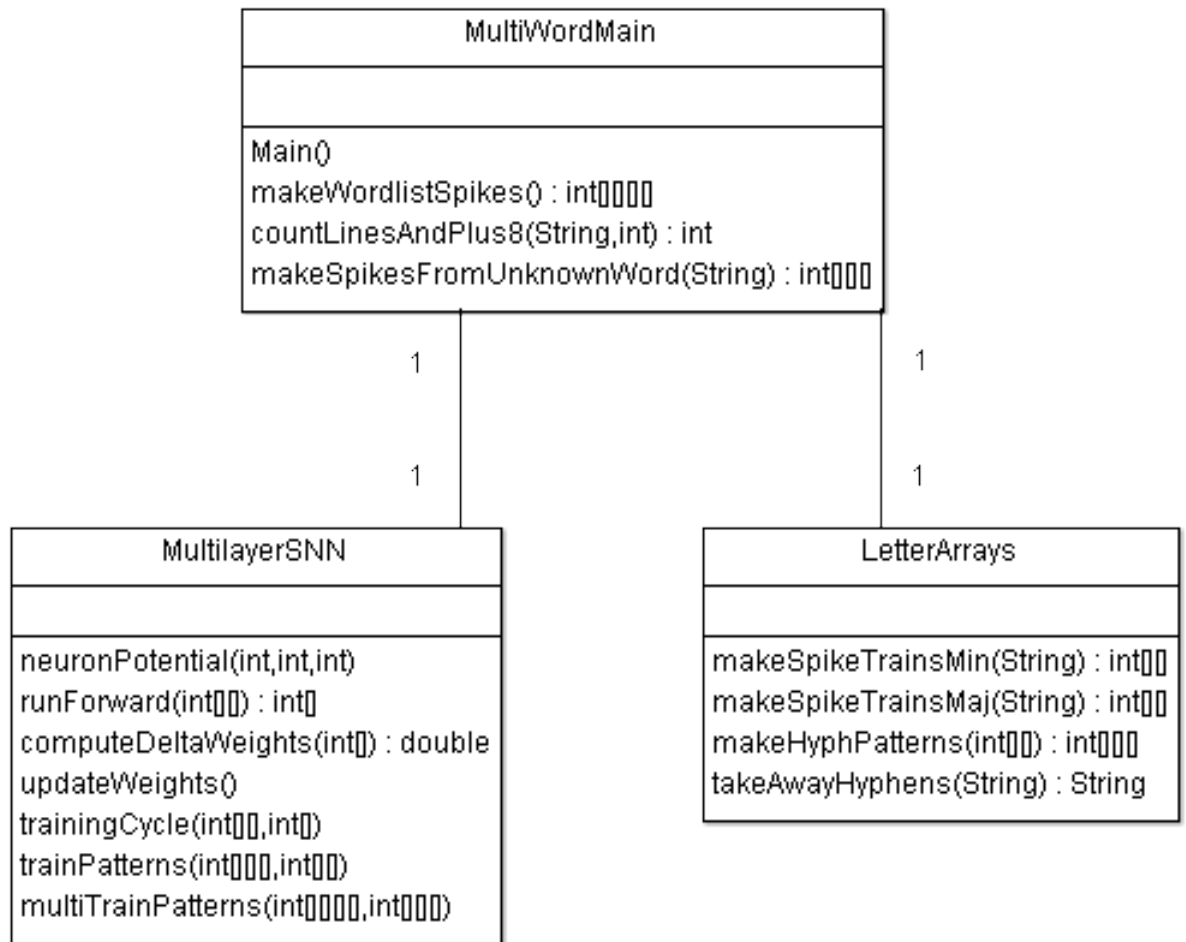 MultiWordMain
Main()
makeWordlistSpikes() : int[][][][]
countLinesAndPlus8(String,int) : int
makeSpikesFromUnknownWord(String) : int[][][]
1
1
1
1
MultilayerSNN
neuronPotential(int,int,int)
runForward(int[][]) : int[]
computeDeltaWeights(int[]) : double
updateWeights()
trainingCycle(int[][],int[])
trainPatterns(int[][][],int[][])
multiTrainPatterns(int[][][][],int[][][])
LetterArrays
makeSpikeTrainsMin(String) : int[][]
makeSpikeTrainsMaj(String) : int[][]
makeHyphPatterns(int[][]) : int[][][]
takeAwayHyphens(String) : String